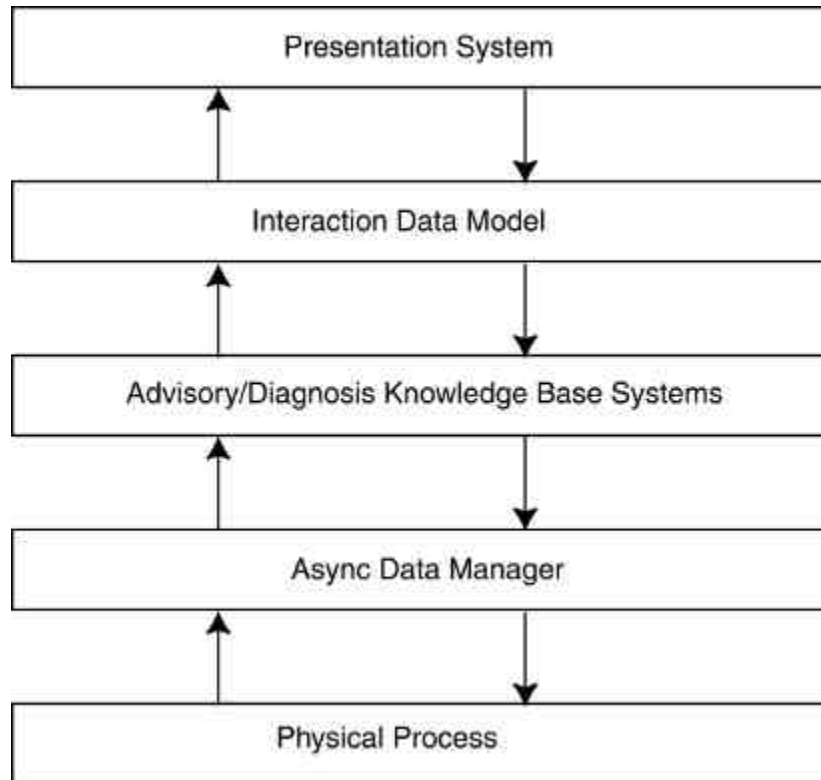 Presentation System
Interaction Data Model
Advisory/Diagnosis Knowledge Base Systems
Async Data Manager
Physical Process